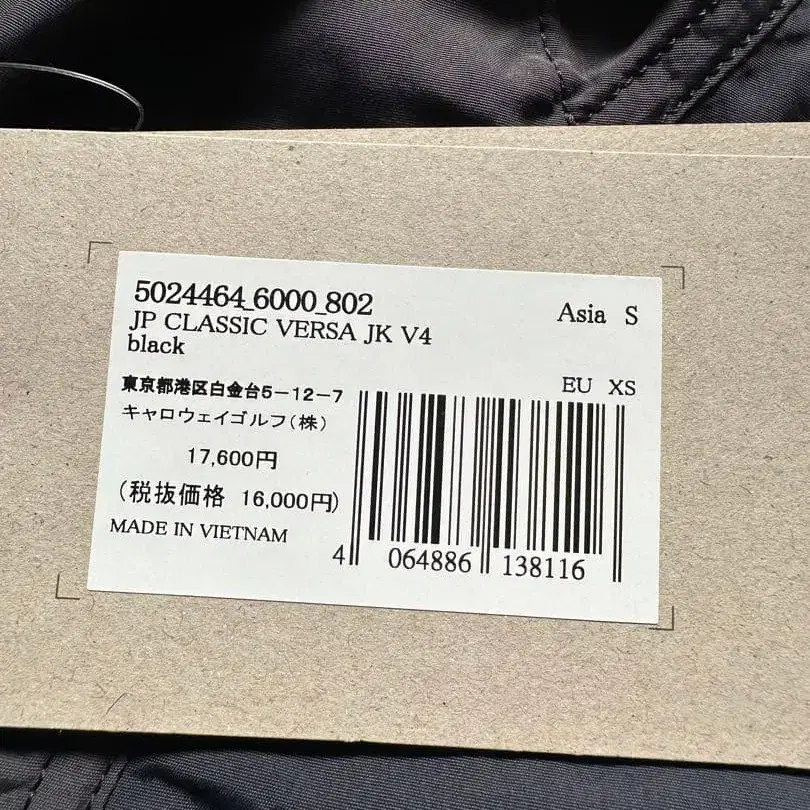 5024464_6000_802
JP CLASSIC VERSA JK V4
black
Asia S
EU XS
東京都港区白金台5-12-7
キャロウェイゴルフ(株)
17,600円
(税抜価格 16,000円)
MADE IN VIETNAM
4 064886 138116